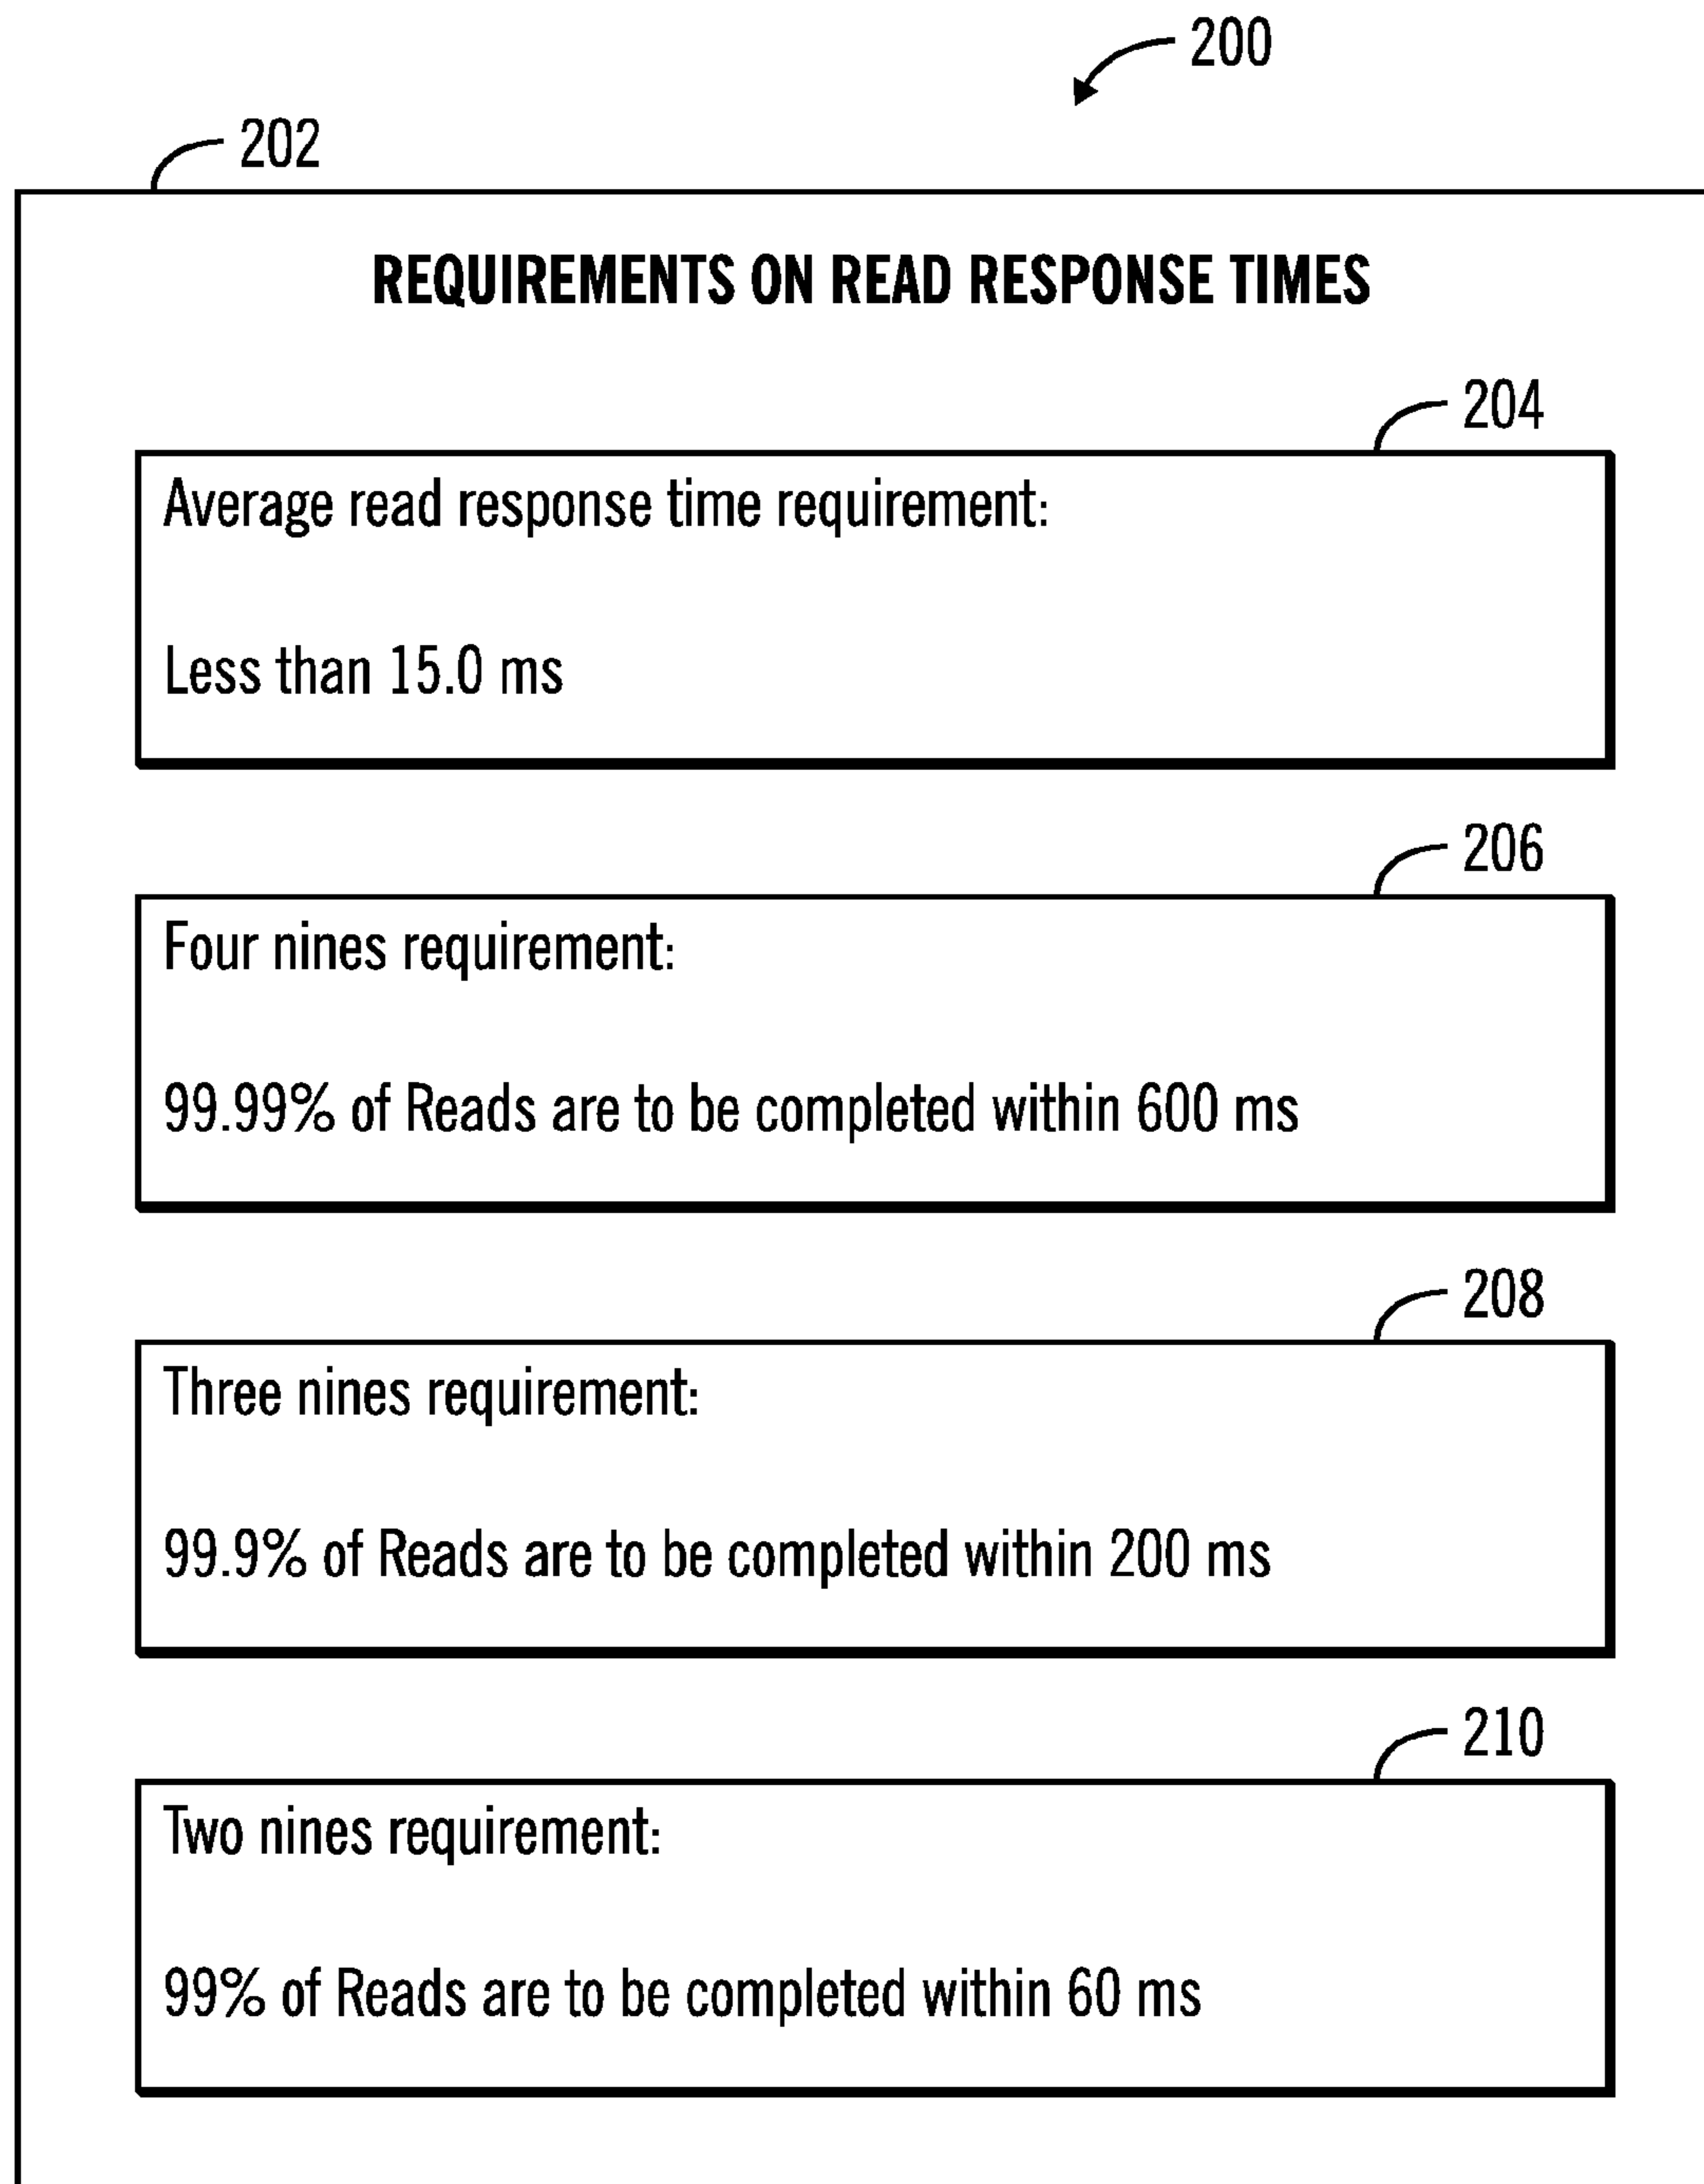 200
202
REQUIREMENTS ON READ RESPONSE TIMES
204
Average read response time requirement:
Less than 15.0 ms
206
Four nines requirement:
99.99% of Reads are to be completed within 600 ms
208
Three nines requirement:
99.9% of Reads are to be completed within 200 ms
210
Two nines requirement:
99% of Reads are to be completed within 60 ms